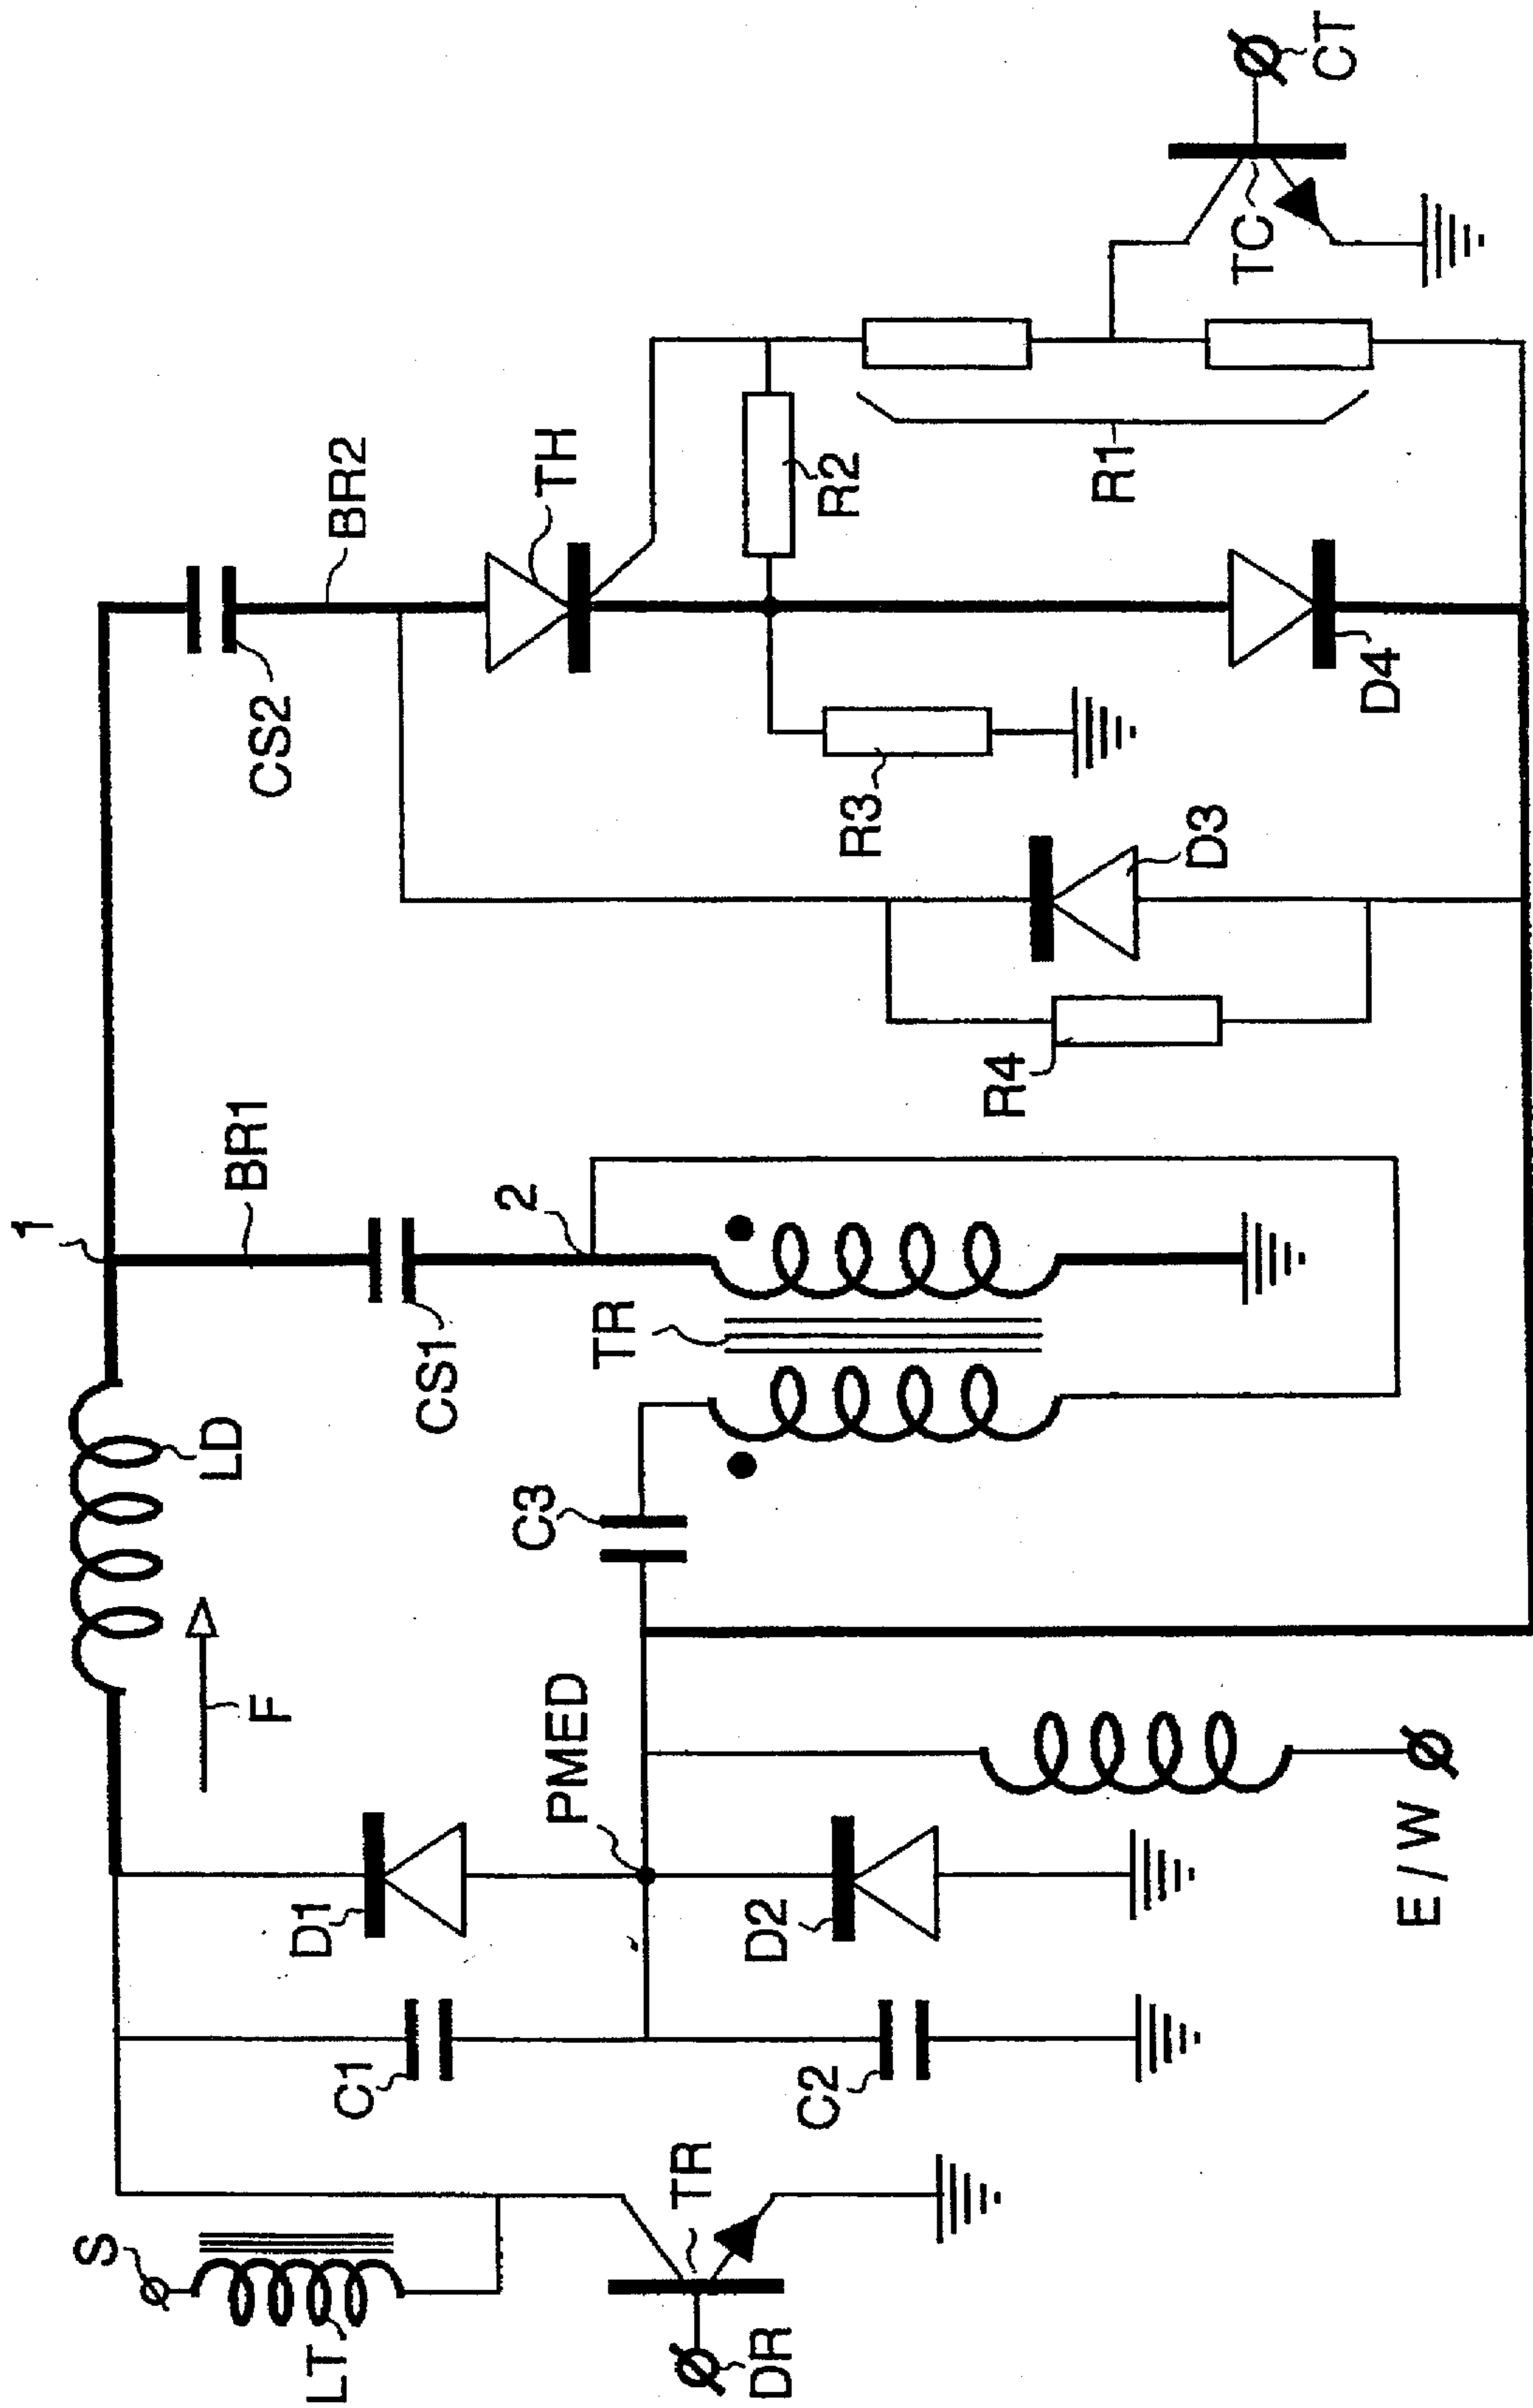 1
S
LD
BR1
F
CS2
D1
LT
BR2
C1
CS1
2
C3
TH
PMED
TR
TR
D2
DR
C2
R2
R3
R4
R1
D3
TC
CT
D4
E / W